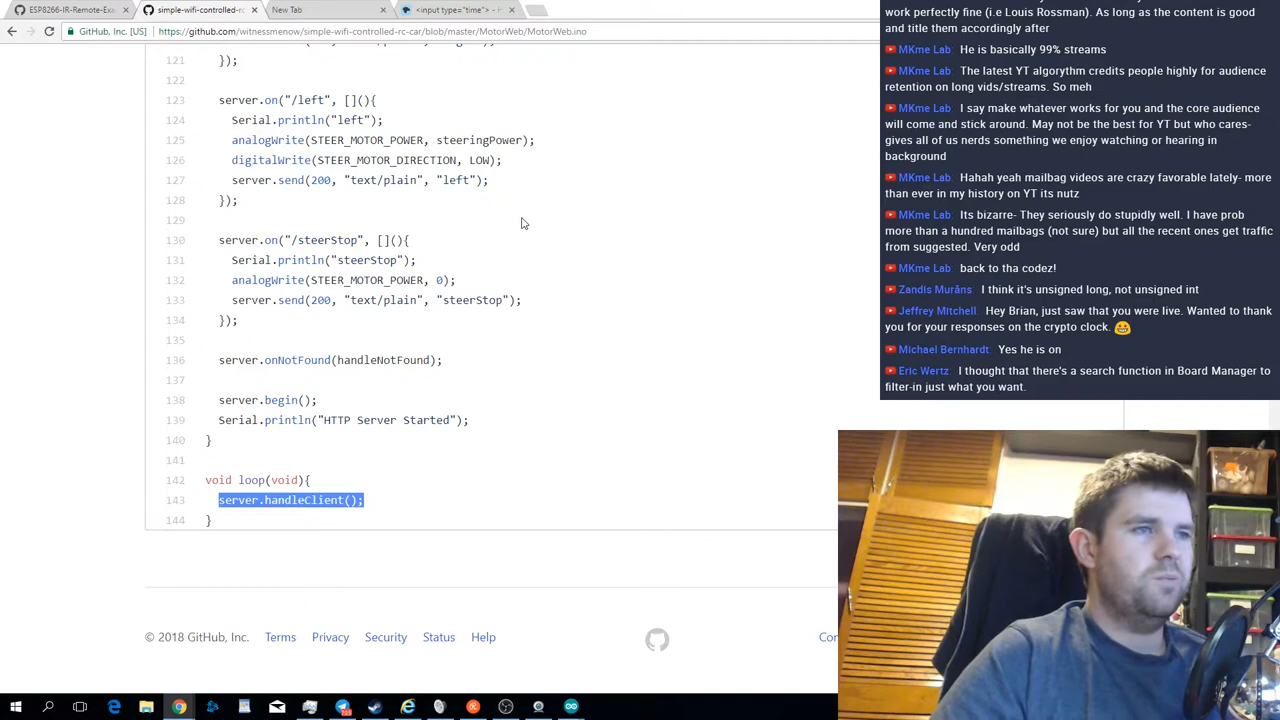 ESP8266-IR-Remote-Exa
simple-wifi-controlled-rc
New Tab
<input type="time"> - H
GitHub, Inc. [US]
https://github.com/witnessmenow/simple-wifi-controlled-rc-car/blob/master/MotorWeb/MotorWeb.ino
121 });
122
123 server.on("/left", [](){
124 Serial.println("left");
125 analogWrite(STEER_MOTOR_POWER, steeringPower);
126 digitalWrite(STEER_MOTOR_DIRECTION, LOW);
127 server.send(200, "text/plain", "left");
128 });
129
130 server.on("/steerStop", [](){
131 Serial.println("steerStop");
132 analogWrite(STEER_MOTOR_POWER, 0);
133 server.send(200, "text/plain", "steerStop");
134 });
135
136 server.onNotFound(handleNotFound);
137
138 server.begin();
139 Serial.println("HTTP Server Started");
140 }
141
142 void loop(void){
143 server.handleClient();
144 }
© 2018 GitHub, Inc. Terms Privacy Security Status Help
Con
work perfectly fine (i.e Louis Rossman). As long as the content is good
and title them accordingly after
MKme Lab He is basically 99% streams
MKme Lab The latest YT algorythm credits people highly for audience
retention on long vids/streams. So meh
MKme Lab I say make whatever works for you and the core audience
will come and stick around. May not be the best for YT but who cares-
gives all of us nerds something we enjoy watching or hearing in
background
MKme Lab Hahah yeah mailbag videos are crazy favorable lately- more
than ever in my history on YT its nutz
MKme Lab Its bizarre- They seriously do stupidly well. I have prob
more than a hundred mailbags (not sure) but all the recent ones get traffic
from suggested. Very odd
MKme Lab back to tha codez!
Zandis Murāns I think it's unsigned long, not unsigned int
Jeffrey Mitchell Hey Brian, just saw that you were live. Wanted to thank
you for your responses on the crypto clock.
Michael Bernhardt Yes he is on
Eric Wertz I thought that there's a search function in Board Manager to
filter-in just what you want.